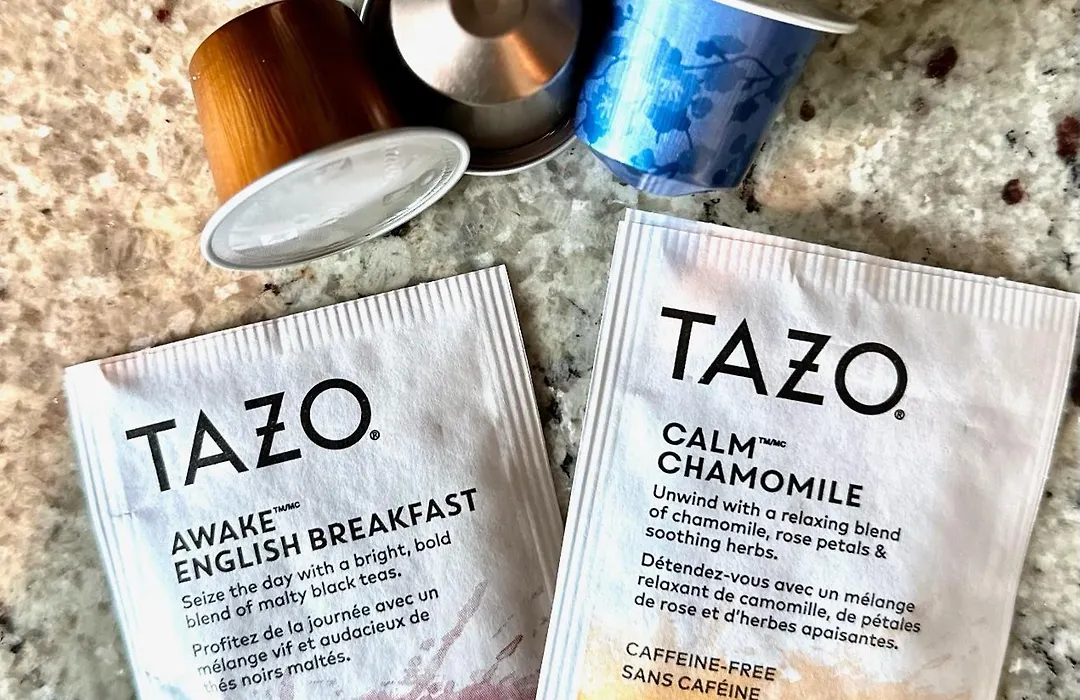 TAZO®
AWAKE™/MC
ENGLISH BREAKFAST
Seize the day with a bright, bold
blend of malty black teas.
Profitez de la journée avec un
mélange vif et audacieux de
thés noirs maltés.
TAZO®
CALM™/MC
CHAMOMILE
Unwind with a relaxing blend
of chamomile, rose petals &
soothing herbs.
Détendez-vous avec un mélange
relaxant de camomille, de pétales
de rose et d'herbes apaisantes.
CAFFEINE-FREE
SANS CAFÉINE